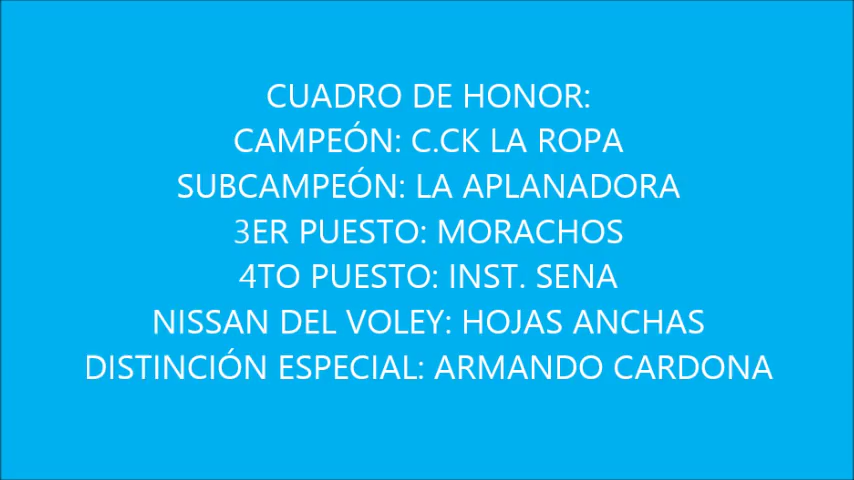 CUADRO DE HONOR:
CAMPEÓN: C.CK LA ROPA
SUBCAMPEÓN: LA APLANADORA
3ER PUESTO: MORACHOS
4TO PUESTO: INST. SENA
NISSAN DEL VOLEY: HOJAS ANCHAS
DISTINCIÓN ESPECIAL: ARMANDO CARDONA